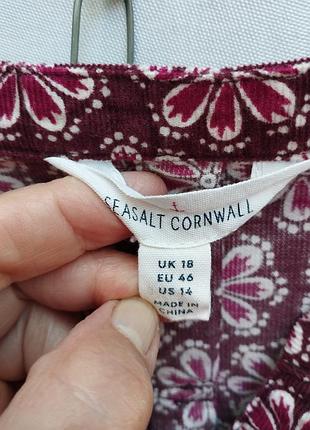 SEASALT CORNWALL
UK 18
EU 46
US 14
MADE IN
CHINA